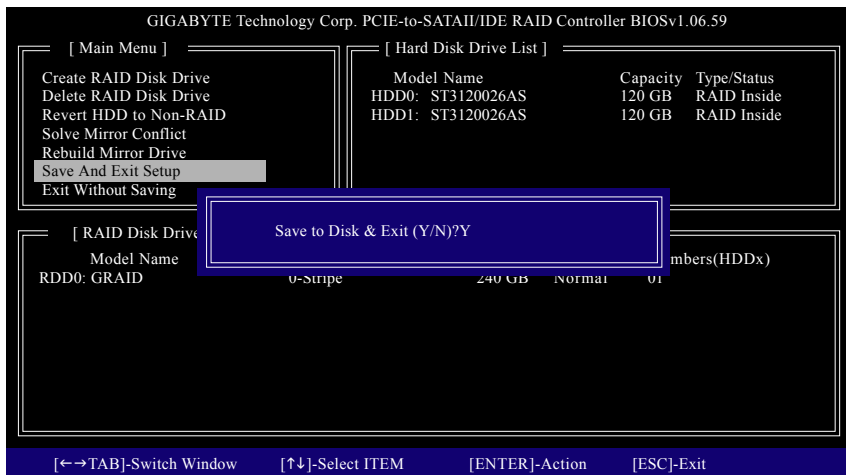 GIGABYTE Technology Corp. PCIE-to-SATAII/IDE RAID Controller BIOSv1.06.59
[ Main Menu ]
Create RAID Disk Drive
Delete RAID Disk Drive
Revert HDD to Non-RAID
Solve Mirror Conflict
Rebuild Mirror Drive
Save And Exit Setup
Exit Without Saving
[ Hard Disk Drive List ]
Model Name Capacity Type/Status
HDD0: ST3120026AS 120 GB RAID Inside
HDD1: ST3120026AS 120 GB RAID Inside
Save to Disk & Exit (Y/N)?Y
[ RAID Disk Drive
Model Name mbers(HDDx)
RDD0: GRAID 0-Stripe 240 GB Normal 01
[←→TAB]-Switch Window [↑↓]-Select ITEM [ENTER]-Action [ESC]-Exit